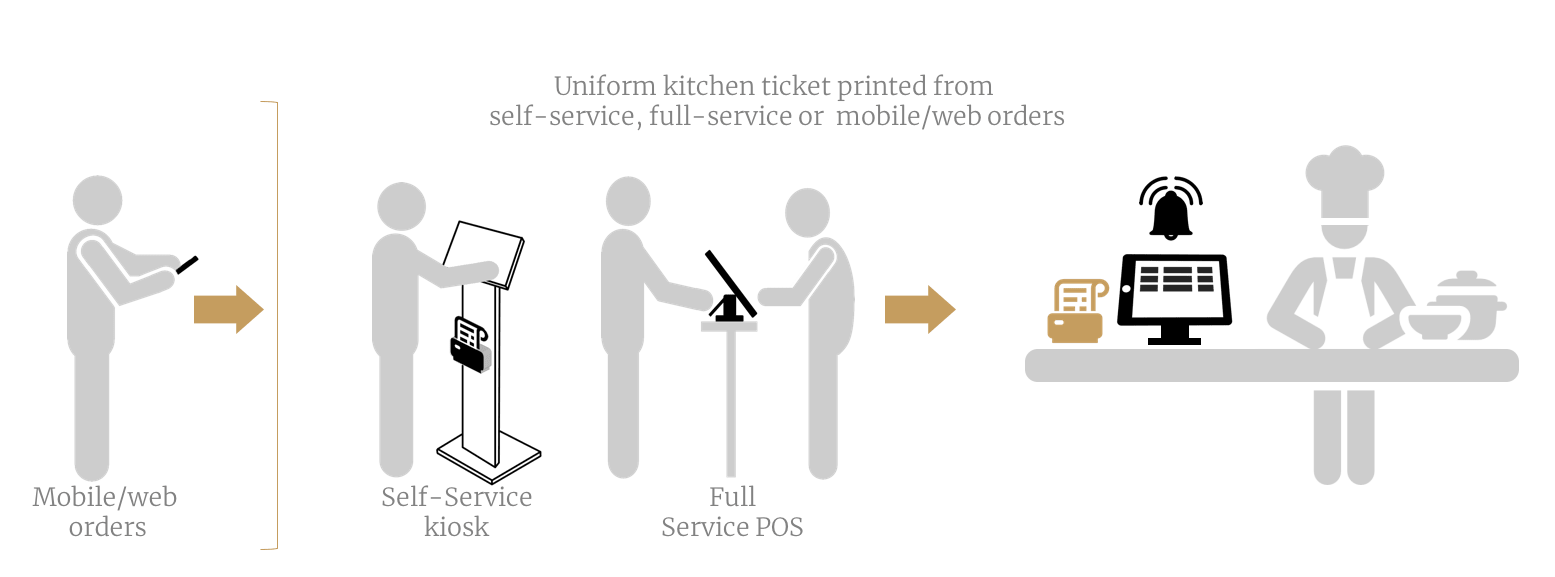 Uniform kitchen ticket printed from
self-service, full-service or mobile/web orders
Mobile/web
orders
Self-Service
kiosk
Full
Service POS